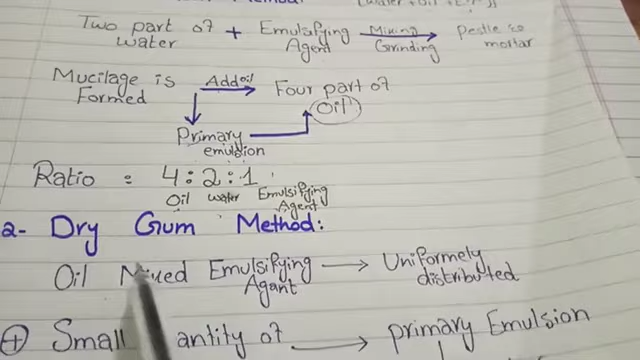 Two part of + Emulsifying Mixing Pestle &
water Agent Grinding mortar
Mucilage is Add oil Four part of
Formed Oil
Primary
emulsion
Ratio : 4:2:1
Oil water Emulsifying
Agent
2- Dry Gum Method:
Oil Mixed Emulsifying Uniformely
Agant distributed
+ Small antity of primary Emulsion